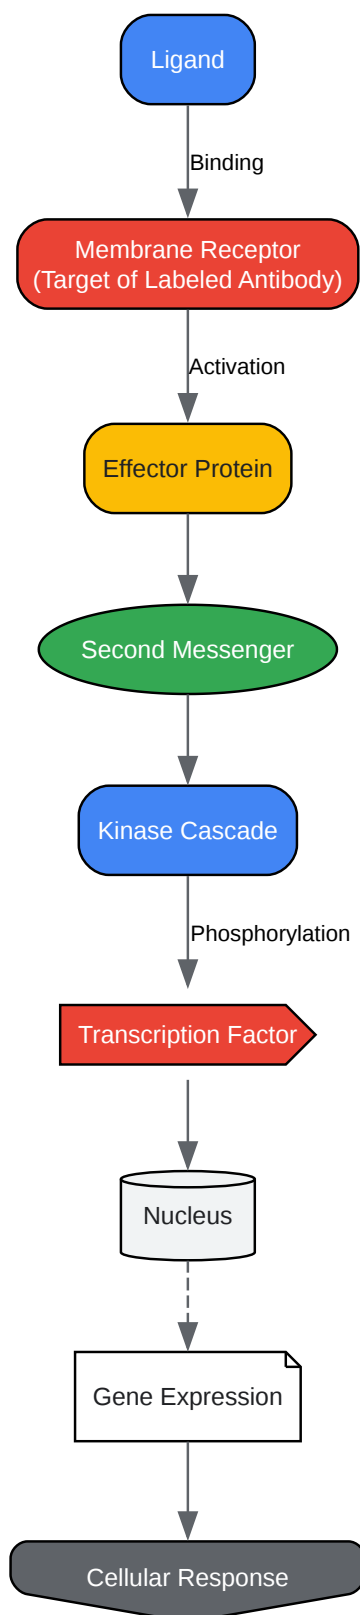 Ligand
Binding
Membrane Receptor
(Target of Labeled Antibody)
Activation
Effector Protein
Second Messenger
Kinase Cascade
Phosphorylation
Transcription Factor
Nucleus
Gene Expression
Cellular Response